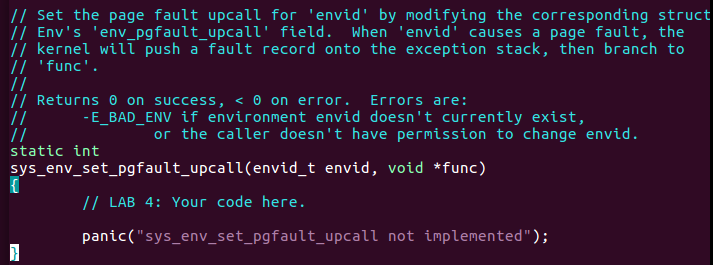 // Set the page fault upcall for 'envid' by modifying the corresponding struct
// Env's 'env_pgfault_upcall' field.  When 'envid' causes a page fault, the
// kernel will push a fault record onto the exception stack, then branch to
// 'func'.
//
// Returns 0 on success, < 0 on error.  Errors are:
//      -E_BAD_ENV if environment envid doesn't currently exist,
//              or the caller doesn't have permission to change envid.
static int
sys_env_set_pgfault_upcall(envid_t envid, void *func)
{
        // LAB 4: Your code here.

        panic("sys_env_set_pgfault_upcall not implemented");
}